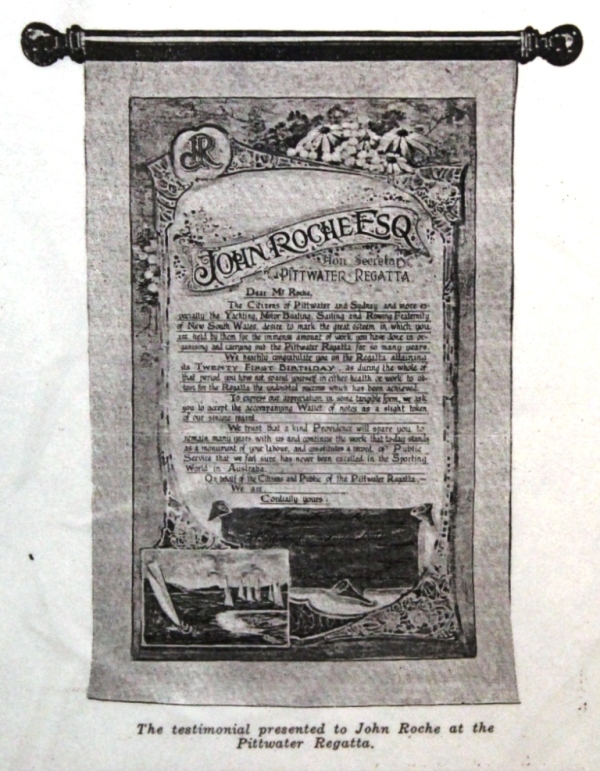 JR
JOHN ROCHE ESQ.
Hon Secretary
PITTWATER REGATTA
Dear Mr Roche,
The Citizens of Pittwater and Sydney and more es-
pecially the Yachting, Motor Boating, Sailing and Rowing Fraternity
of New South Wales, desire to mark the great esteem in which you
are held by them for the immense amount of work you have done in or-
ganising and carrying out the Pittwater Regatta for so many years.
We heartily congratulate you on the Regatta attaining
its TWENTY FIRST BIRTHDAY, as during the whole of
that period you have not spared yourself in either health or work to ob-
tain for the Regatta the undoubted success which has been achieved.
To express our appreciation in some tangible form, we ask
you to accept the accompanying Wallet of notes as a slight token
of our sincere regard.
We trust that a kind Providence will spare you to
remain many years with us and continue the work that today stands
as a monument of your labour, and constitutes a record of Public
Service that we feel sure has never been excelled in the Sporting
World in Australia.
On behalf of the Citizens and Public of the Pittwater Regatta,-
We are
Cordially yours:
The testimonial presented to John Roche at the
Pittwater Regatta.